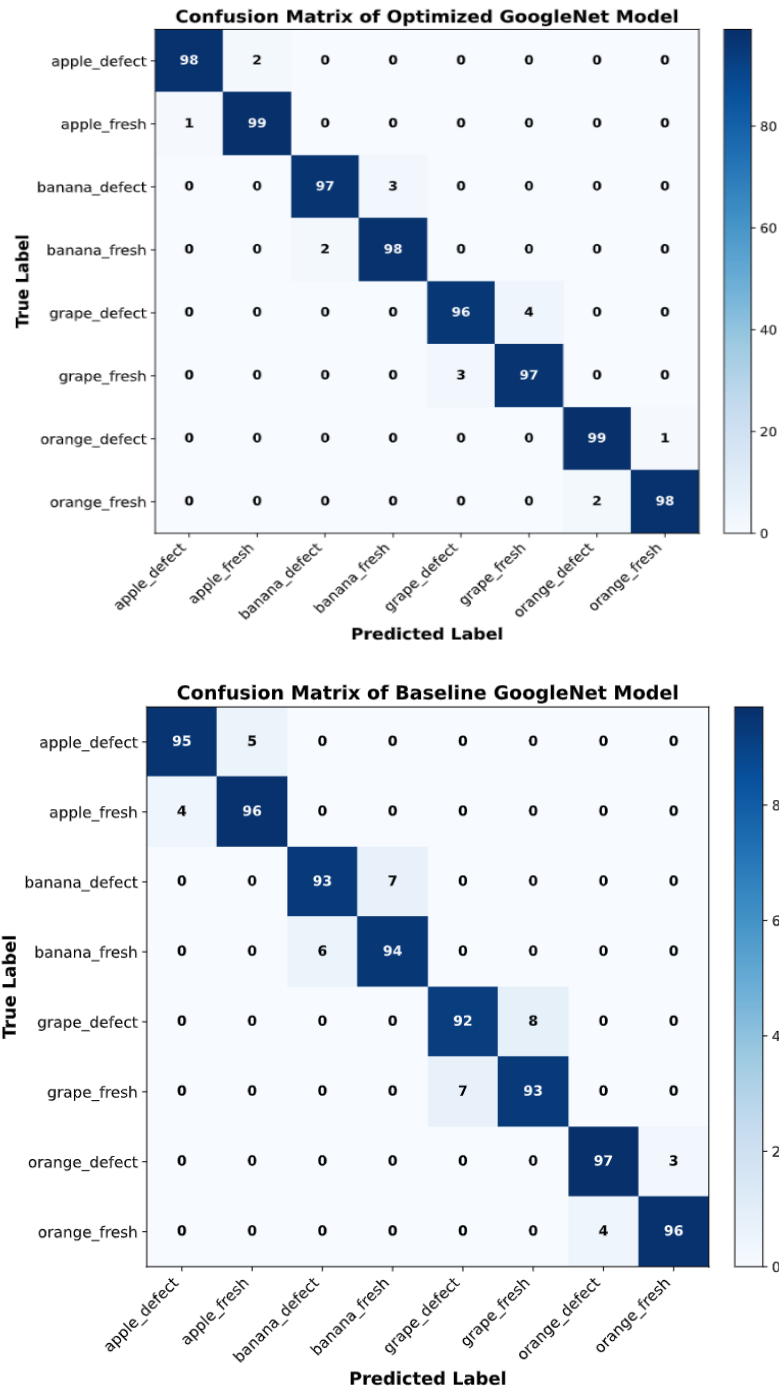 Confusion Matrix of Optimized GoogleNet Model
apple_defect 98 2 0 0 0 0 0 0
apple_fresh 1 99 0 0 0 0 0 0
banana_defect 0 0 97 3 0 0 0 0
banana_fresh 0 0 2 98 0 0 0 0
grape_defect 0 0 0 0 96 4 0 0
grape_fresh 0 0 0 0 3 97 0 0
orange_defect 0 0 0 0 0 0 99 1
orange_fresh 0 0 0 0 0 0 2 98
True Label
apple_defect apple_fresh banana_defect banana_fresh grape_defect grape_fresh orange_defect orange_fresh
Predicted Label
80
60
40
20
0
Confusion Matrix of Baseline GoogleNet Model
apple_defect 95 5 0 0 0 0 0 0
apple_fresh 4 96 0 0 0 0 0 0
banana_defect 0 0 93 7 0 0 0 0
banana_fresh 0 0 6 94 0 0 0 0
grape_defect 0 0 0 0 92 8 0 0
grape_fresh 0 0 0 0 7 93 0 0
orange_defect 0 0 0 0 0 0 97 3
orange_fresh 0 0 0 0 0 0 4 96
True Label
apple_defect apple_fresh banana_defect banana_fresh grape_defect grape_fresh orange_defect orange_fresh
Predicted Label
8
6
4
2
0